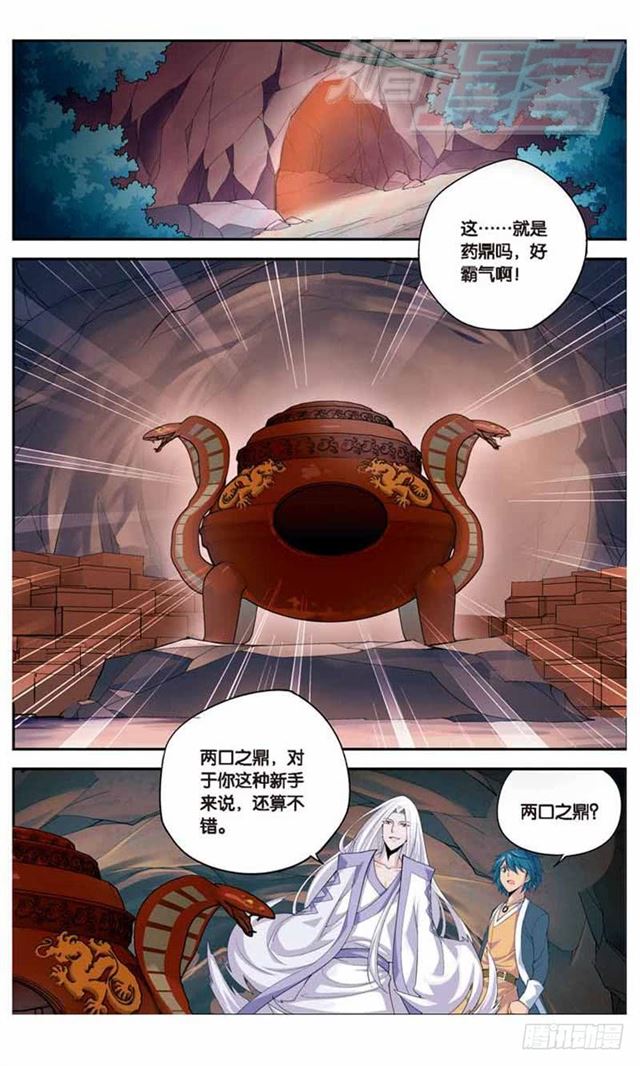 这……就是
药鼎吗，好
霸气啊！
两口之鼎，对
于你这种新手
来说，还算不
错。
两口之鼎？
腾讯动漫